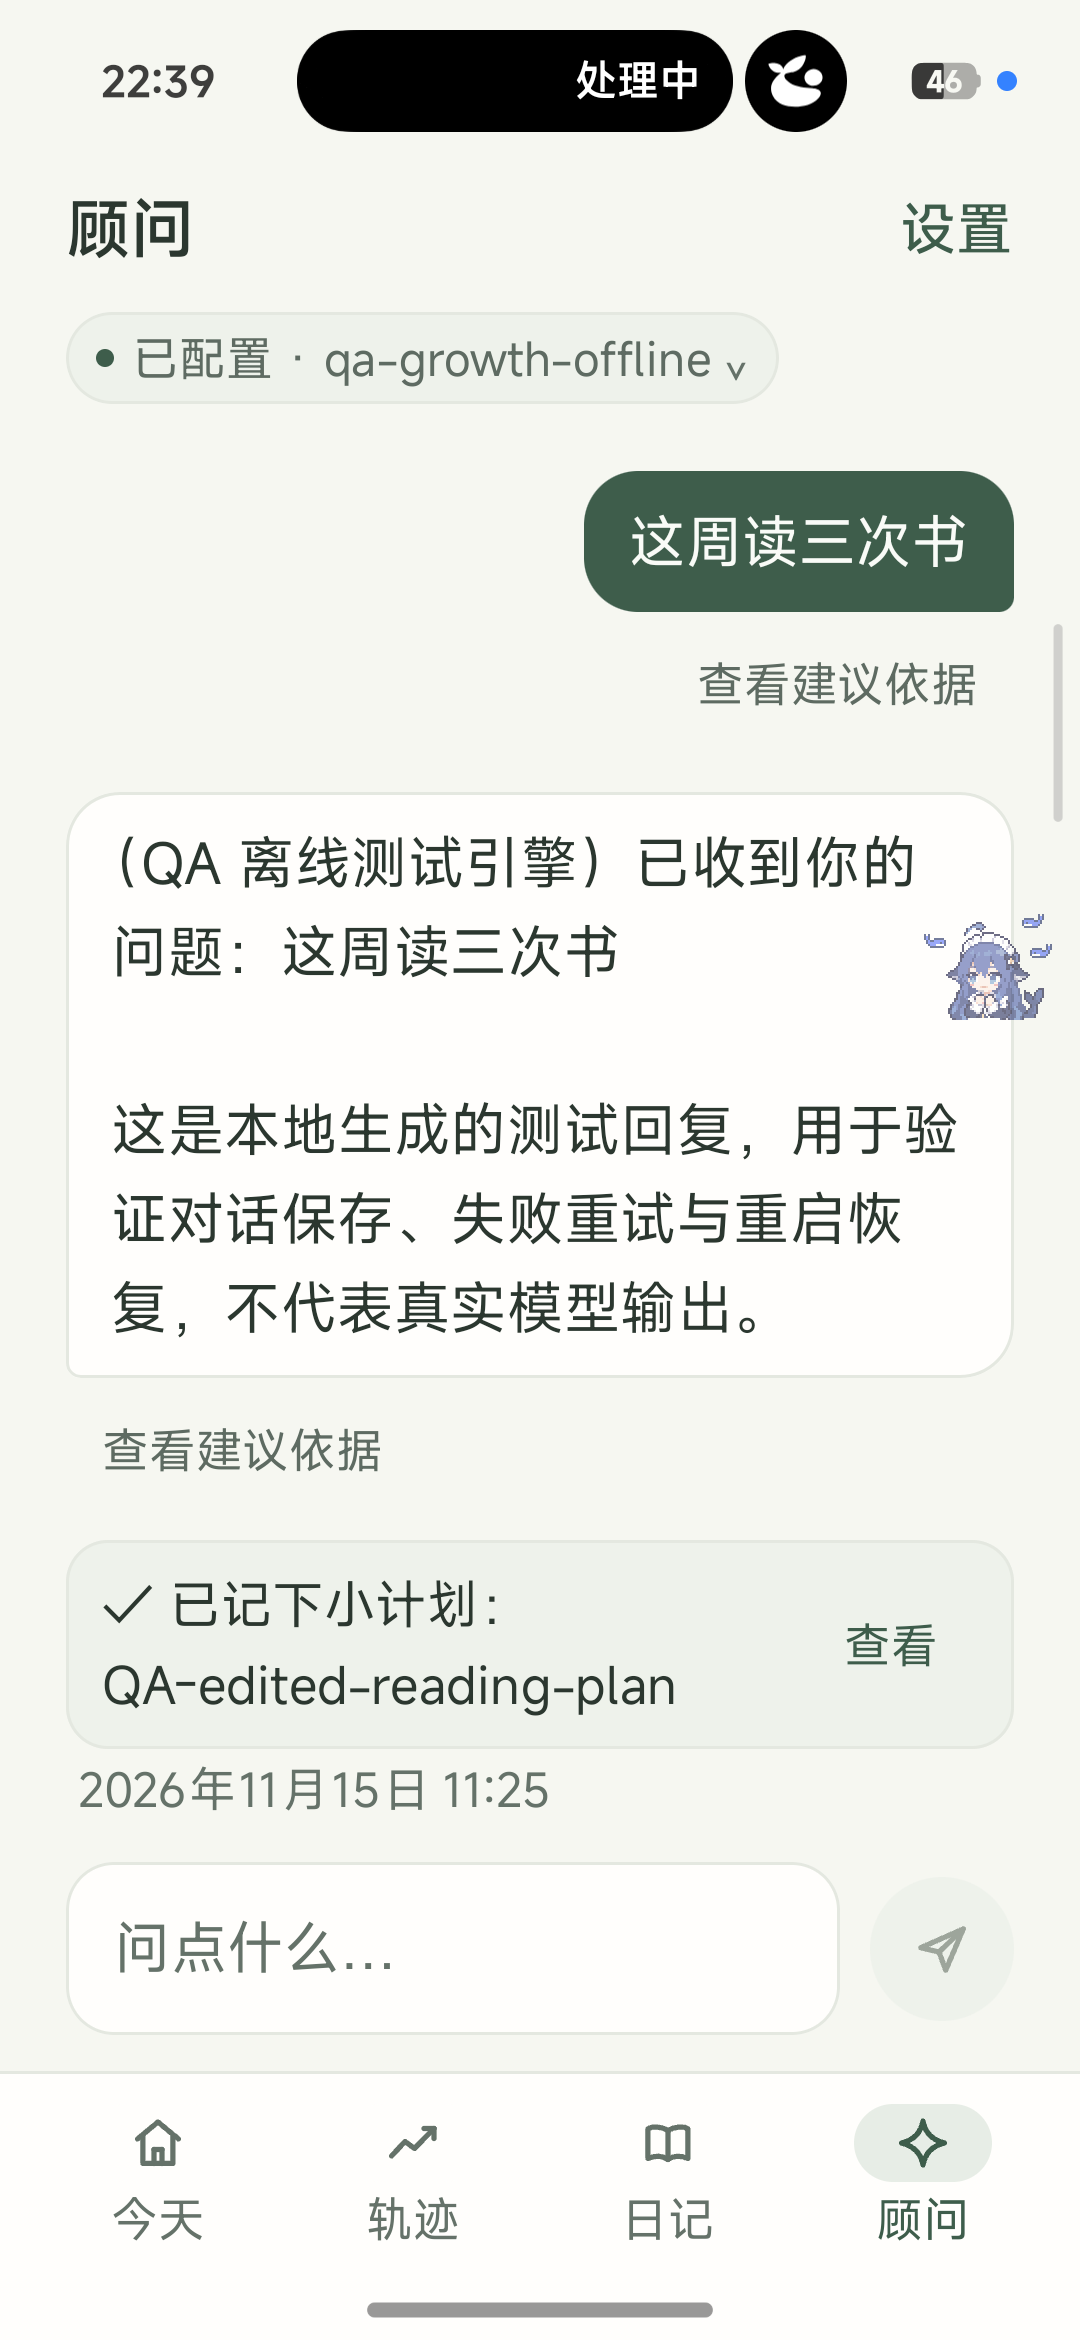 22:39
处理中
46
顾问
设置
已配置 · qa-growth-offline
这周读三次书
查看建议依据
（QA 离线测试引擎）已收到你的
问题：这周读三次书
这是本地生成的测试回复，用于验
证对话保存、失败重试与重启恢
复，不代表真实模型输出。
查看建议依据
已记下小计划：
QA-edited-reading-plan
查看
2026年11月15日 11:25
问点什么...
今天
轨迹
日记
顾问